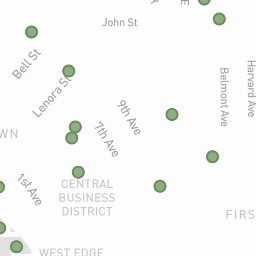 John St
Bell St
Lenora St
9th Ave
7th Ave
Belmont Ave
Harvard Ave
1st Ave
CENTRAL
BUSINESS
DISTRICT
WEST EDGE
FIRS
OWN